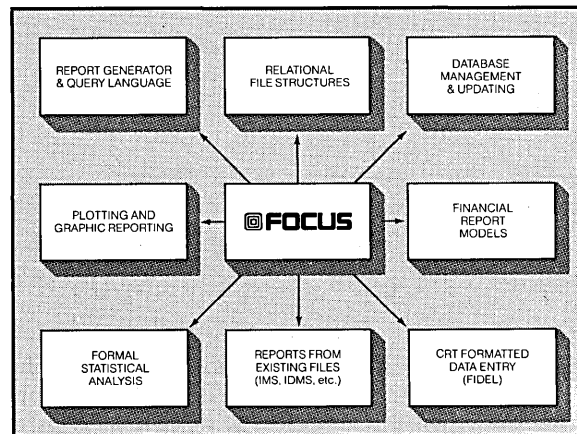 REPORT GENERATOR
& QUERY LANGUAGE
RELATIONAL
FILE STRUCTURES
DATABASE
MANAGEMENT
& UPDATING
PLOTTING AND
GRAPHIC REPORTING
FOCUS
FINANCIAL
REPORT
MODELS
FORMAL
STATISTICAL
ANALYSIS
REPORTS FROM
EXISTING FILES
(IMS, IDMS, etc.)
CRT FORMATTED
DATA ENTRY
(FIDEL)